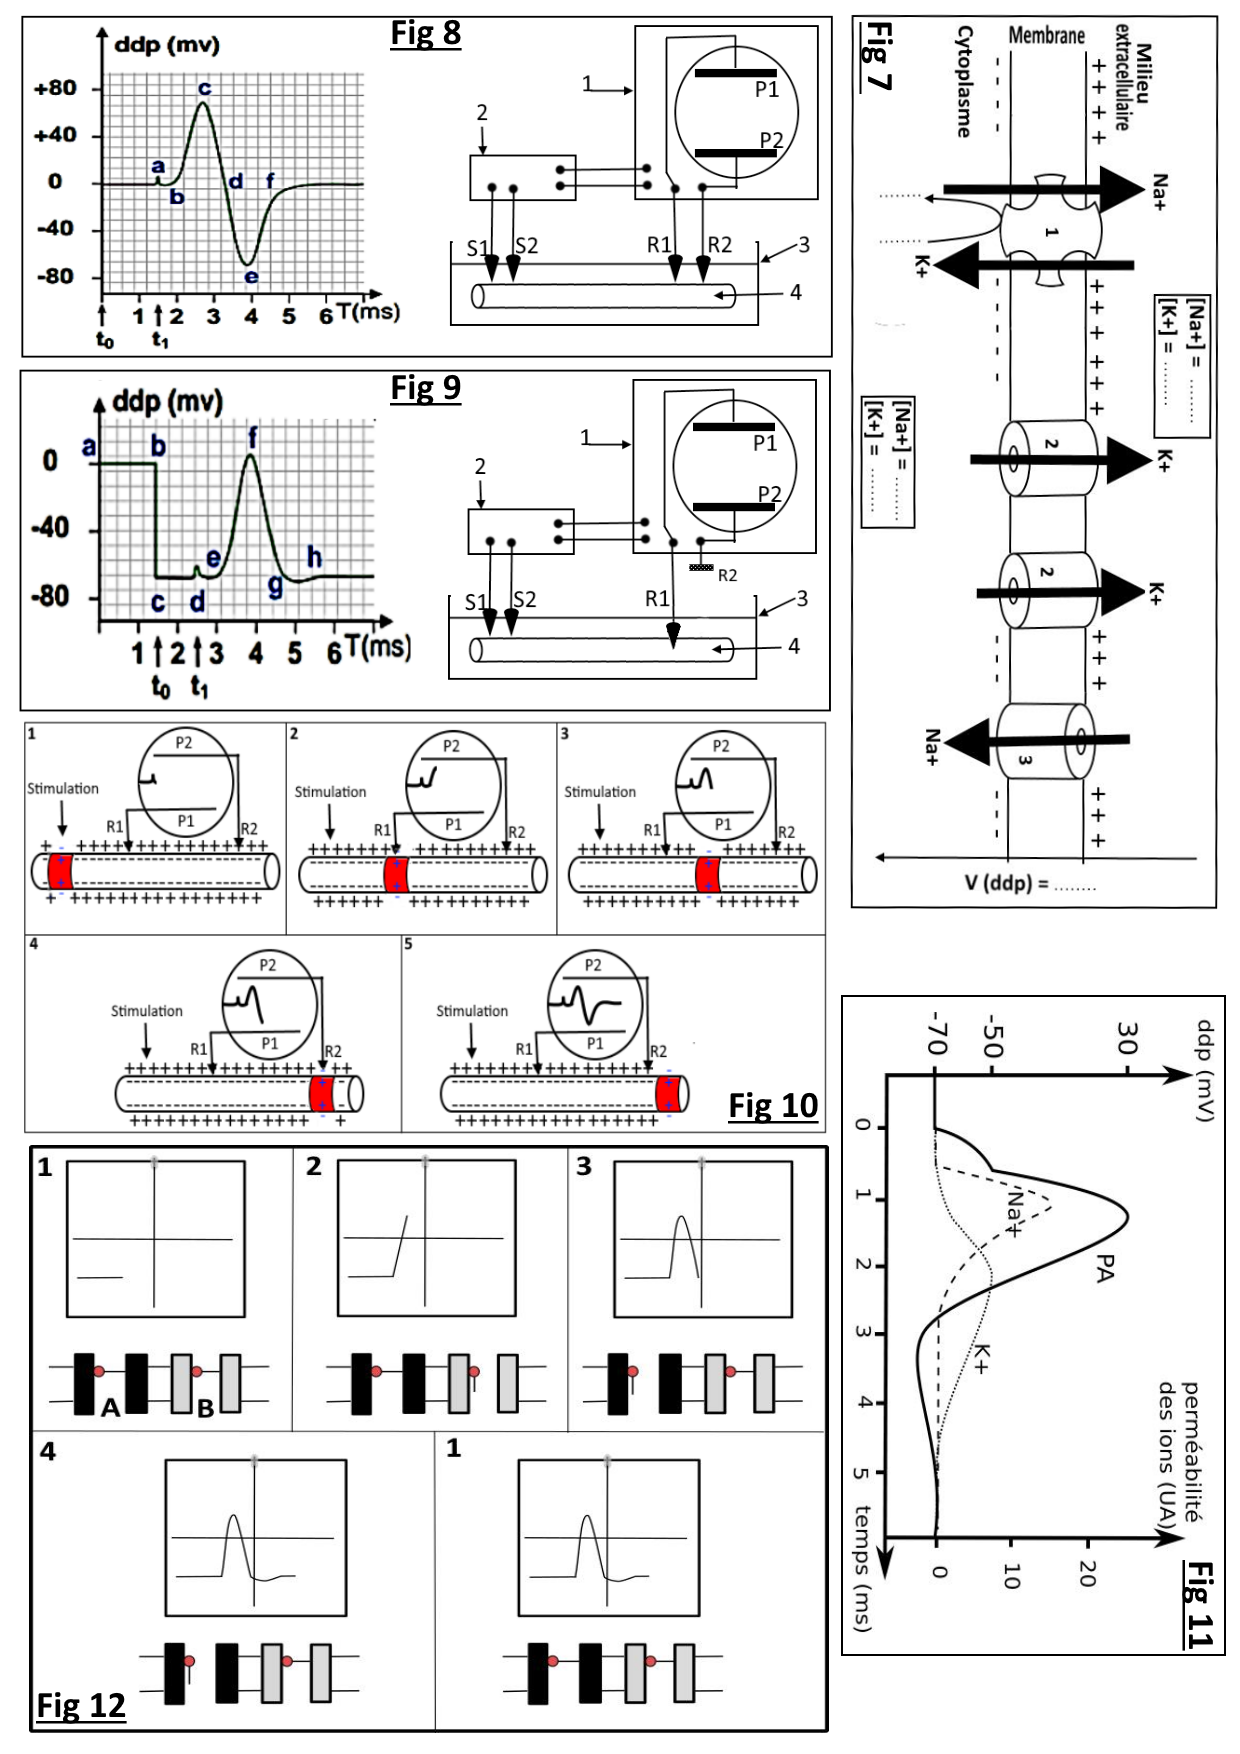 Fig 8
ddp (mv)
+80
+40
0
-40
-80
a
b
c
d
e
f
1 2 3 4 5 6 T(ms)
t0 t1
1
2
P1
P2
S1 S2 R1 R2
3
4
Fig 9
ddp (mv)
0
-40
-80
a b c d e f g h
1 2 3 4 5 6 T(ms)
t0 t1
1
2
P1
P2
R2
S1 S2 R1
3
4
1
P2
Stimulation
P1
R1 R2
2
P2
Stimulation
P1
R1 R2
3
P2
Stimulation
P1
R1 R2
4
P2
Stimulation
P1
R1 R2
5
P2
Stimulation
P1
R1 R2
Fig 10
1
A B
2
3
4
1
Fig 12
Fig 7
Milieu
extracellulaire
Membrane
Cytoplasme
+ + + +
- - - -
Na+
........
1
........
K+
+ + + + + +
[Na+] = ........
[K+] = ........
[Na+] = ........
[K+] = ........
2
K+
2
K+
+ + +
- - -
3
Na+
+ + +
- - -
V (ddp) = ........
ddp (mV)
30
-50
-70
0 1 2 3 4 5 temps (ms)
Na+
PA
K+
perméabilité
des ions (UA)
0 10 20
Fig 11